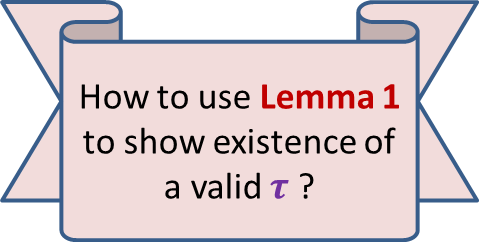 How to use Lemma 1
to show existence of
a valid τ ?